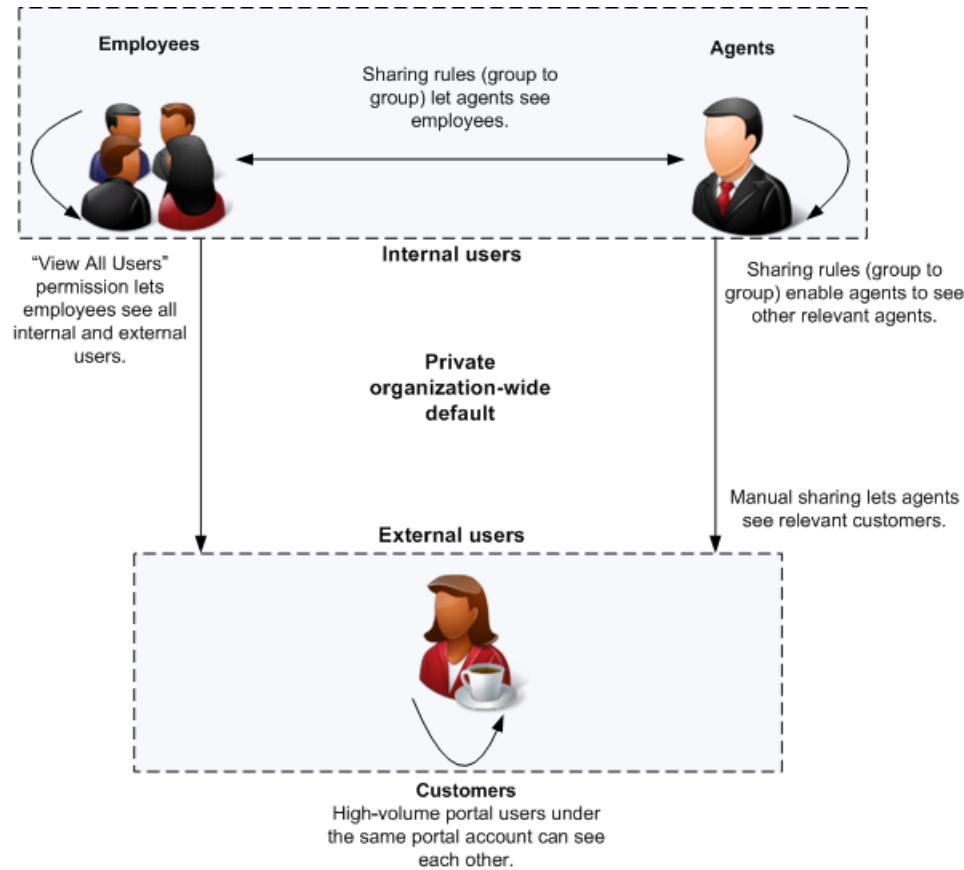 Employees
Agents
Sharing rules (group to
group) let agents see
employees.
Internal users
“View All Users”
permission lets
employees see all
internal and external
users.
Sharing rules (group to
group) enable agents to see
other relevant agents.
Private
organization-wide
default
Manual sharing lets agents
see relevant customers.
External users
Customers
High-volume portal users under
the same portal account can see
each other.